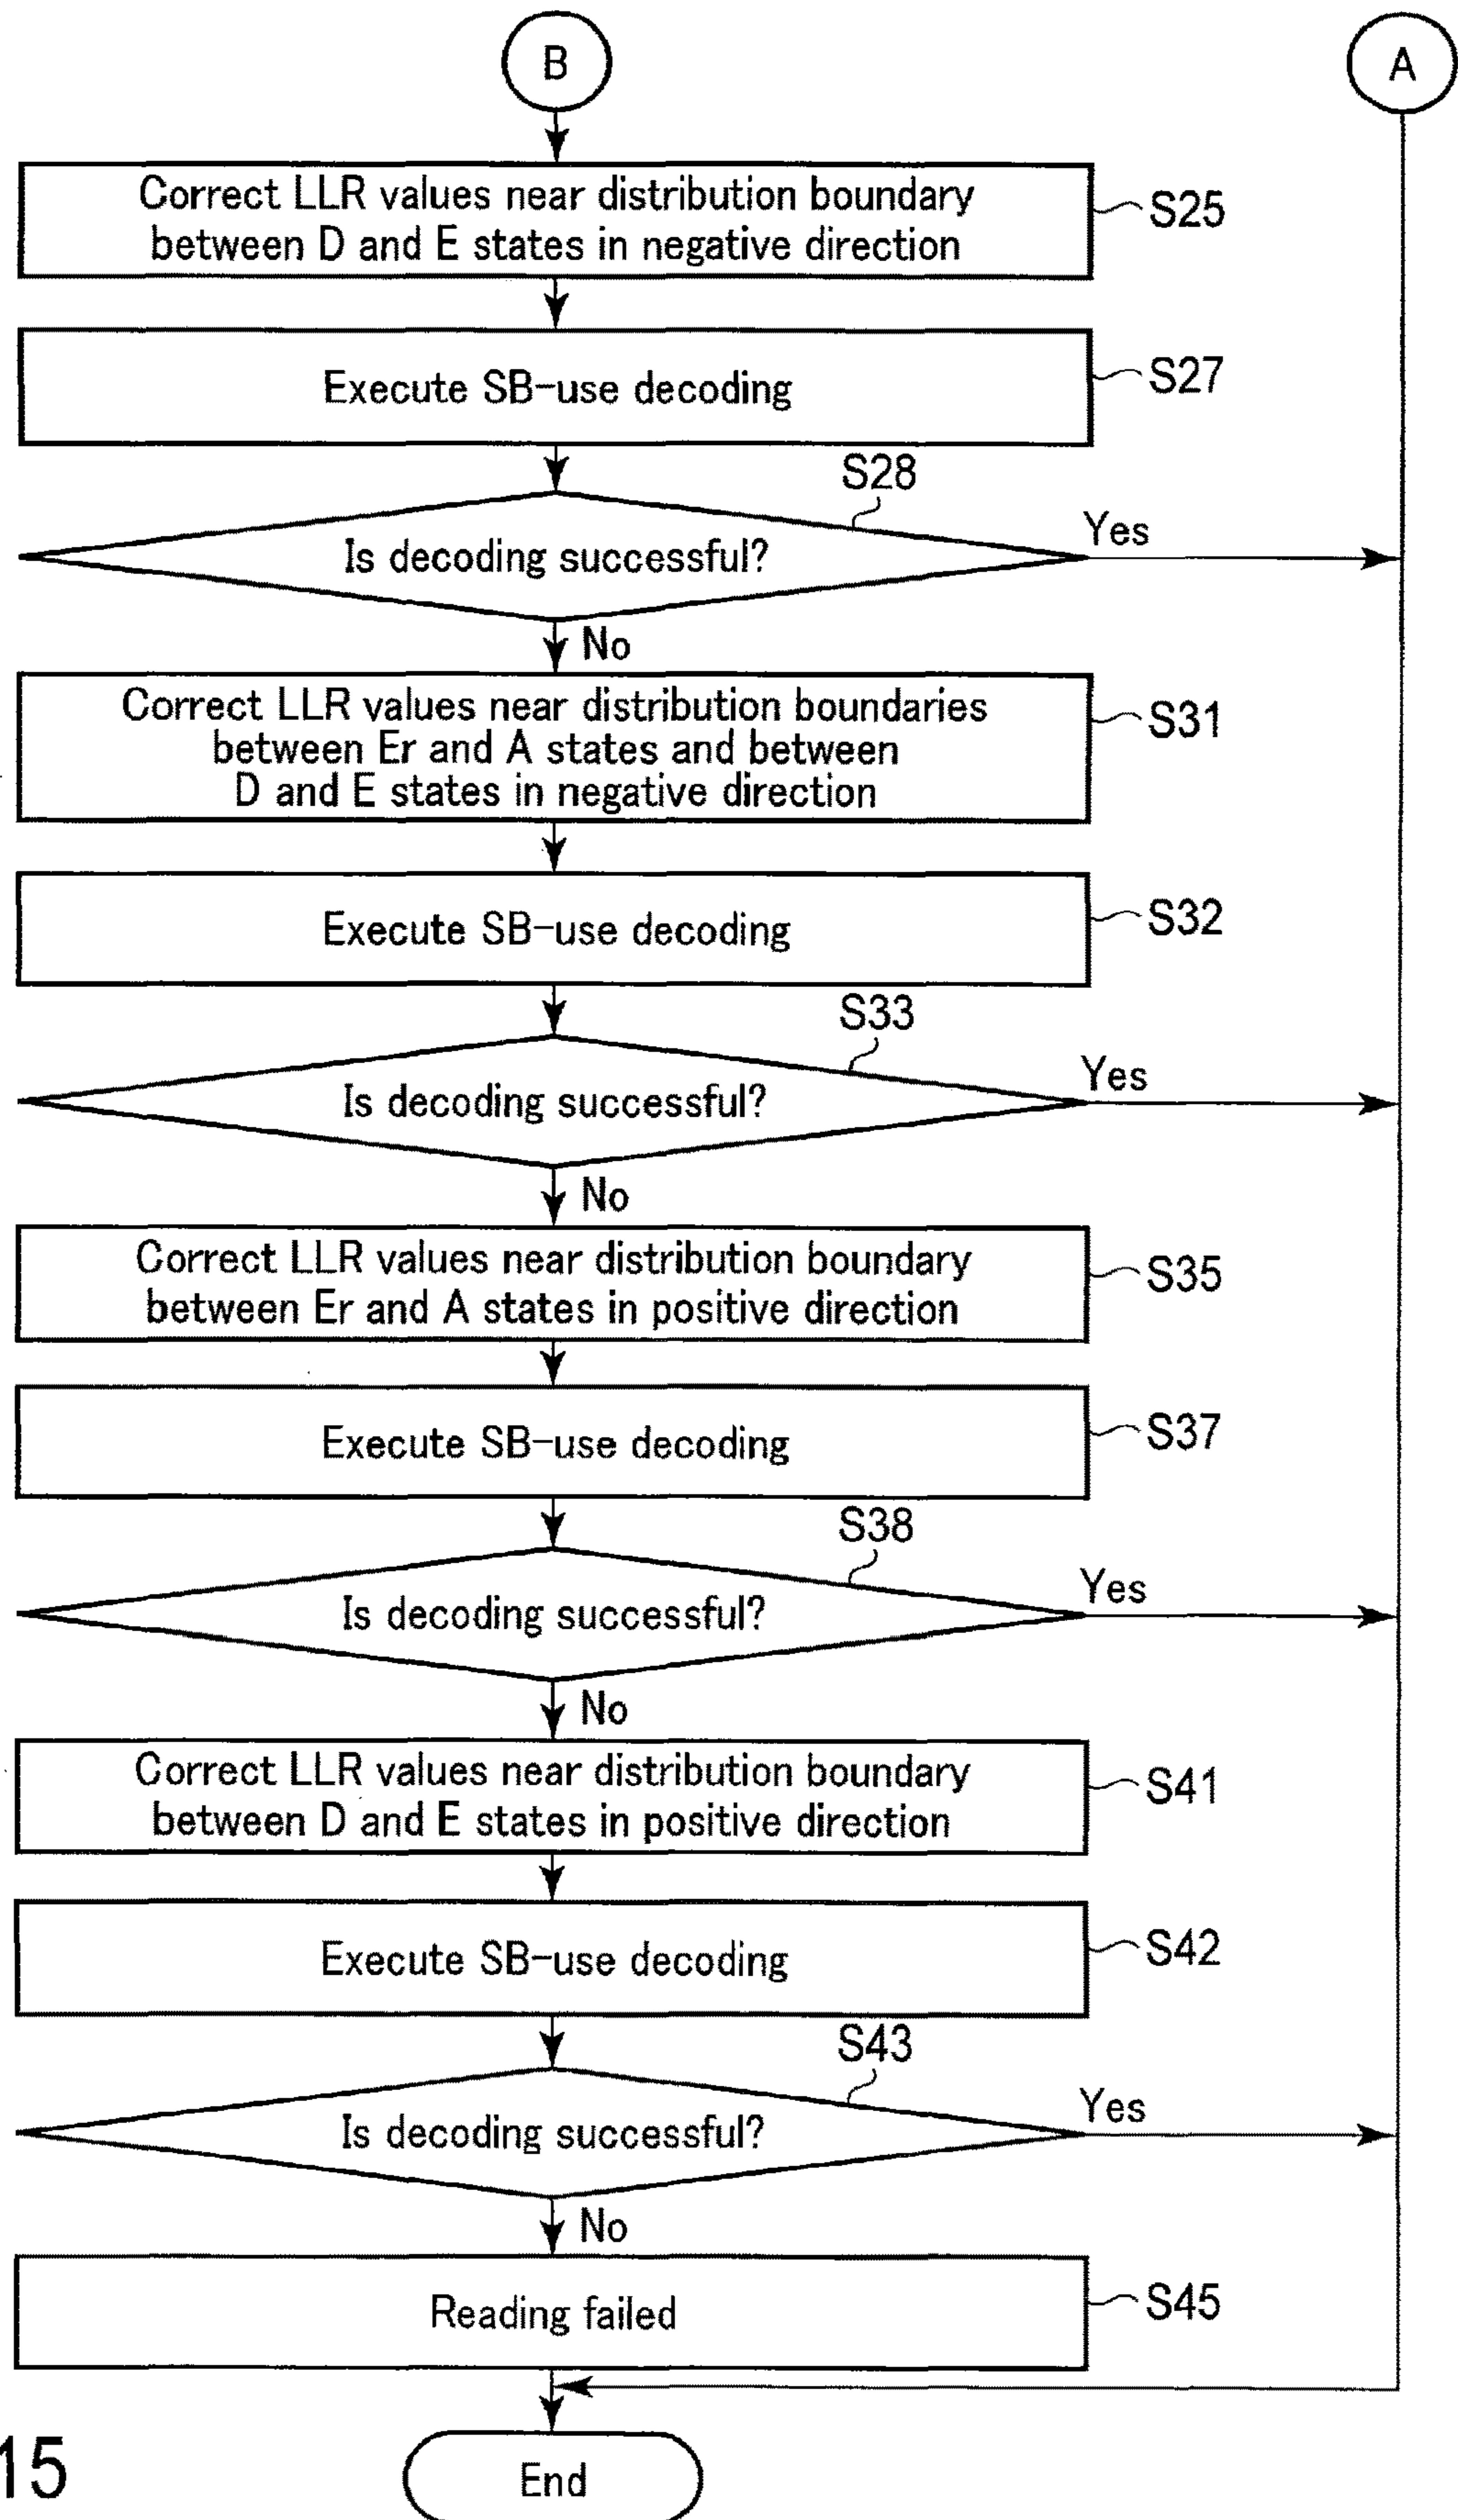 B
A
Correct LLR values near distribution boundary
between D and E states in negative direction
S25
Execute SB-use decoding
S27
S28
Is decoding successful?
Yes
No
Correct LLR values near distribution boundaries
between Er and A states and between
D and E states in negative direction
S31
Execute SB-use decoding
S32
S33
Is decoding successful?
Yes
No
Correct LLR values near distribution boundary
between Er and A states in positive direction
S35
Execute SB-use decoding
S37
S38
Is decoding successful?
Yes
No
Correct LLR values near distribution boundary
between D and E states in positive direction
S41
Execute SB-use decoding
S42
S43
Is decoding successful?
Yes
No
Reading failed
S45
End
15